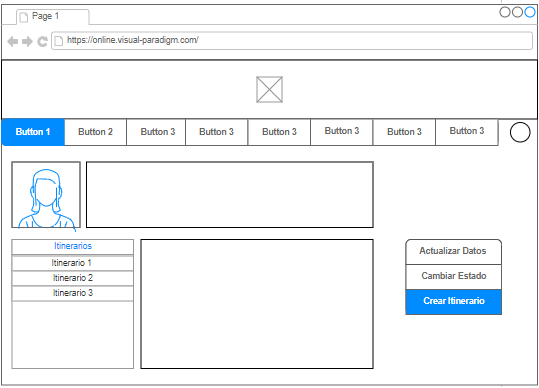 Page 1
https://online.visual-paradigm.com/
Button 1 Button 2 Button 3 Button 3 Button 3 Button 3 Button 3 Button 3
Itinerarios
Itinerario 1
Itinerario 2
Itinerario 3
Actualizar Datos
Cambiar Estado
Crear Itinerario